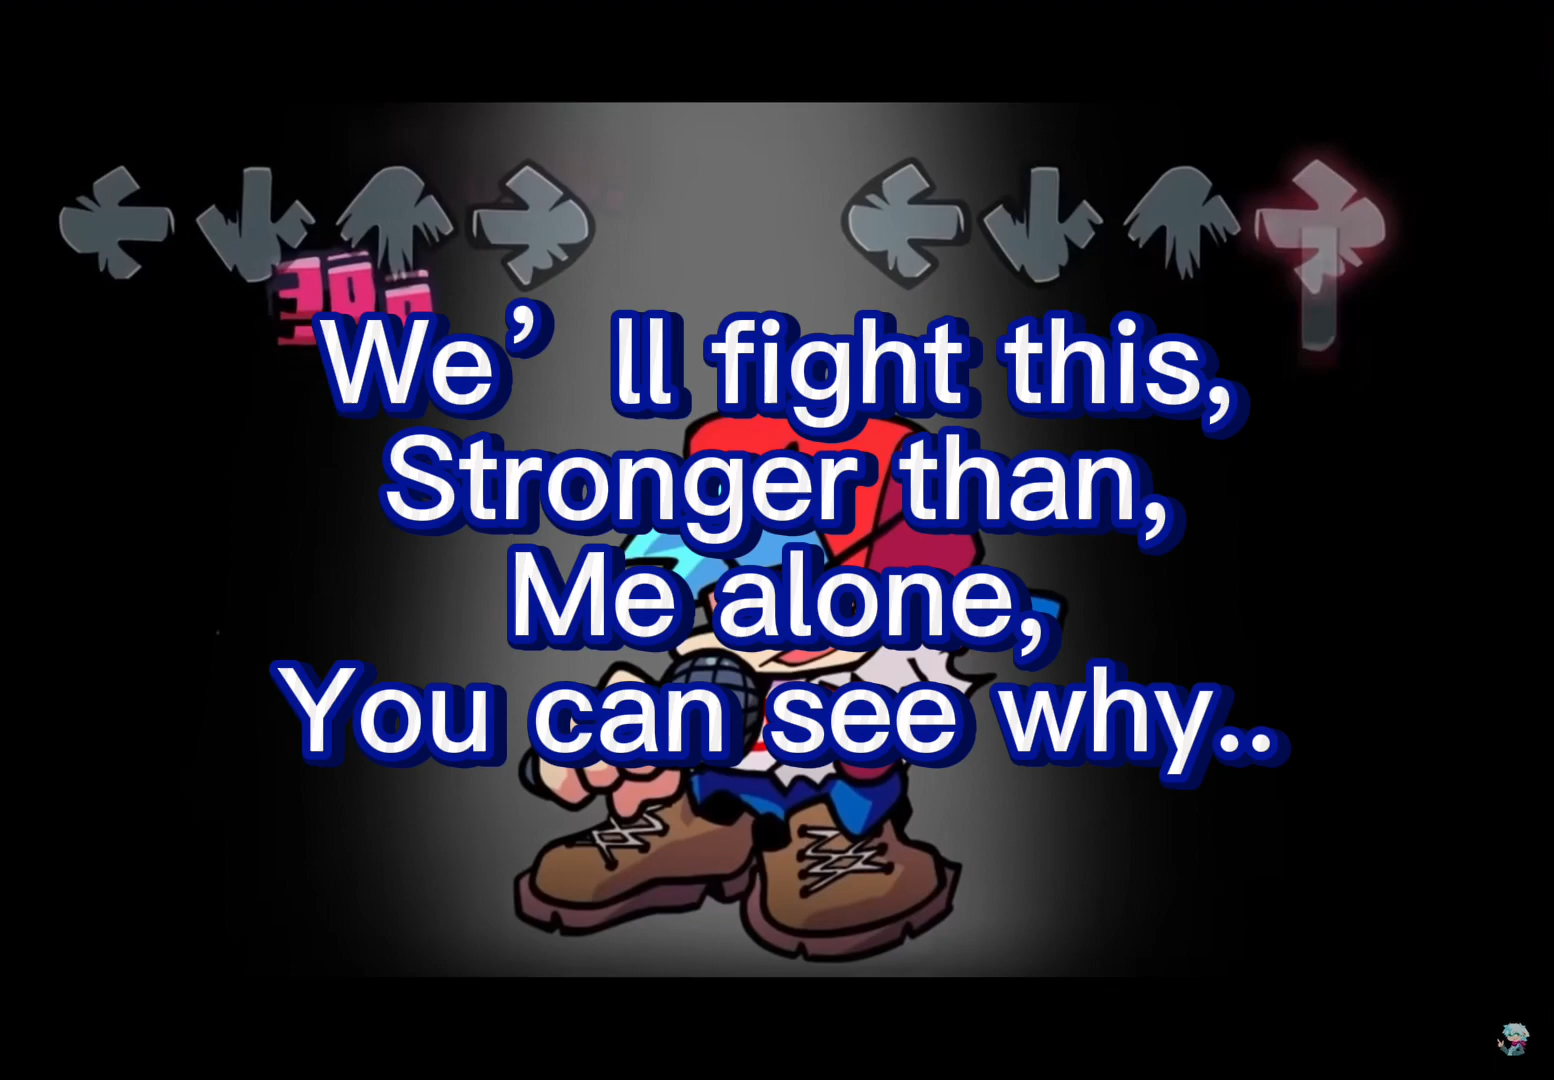 We’ll fight this,
Stronger than,
Me alone,
You can see why..